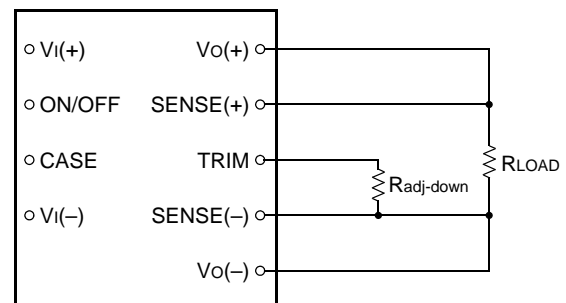 VI(+)
VO(+)
ON/OFF
SENSE(+)
CASE
TRIM
RLOAD
Radj-down
VI(–)
SENSE(–)
VO(–)